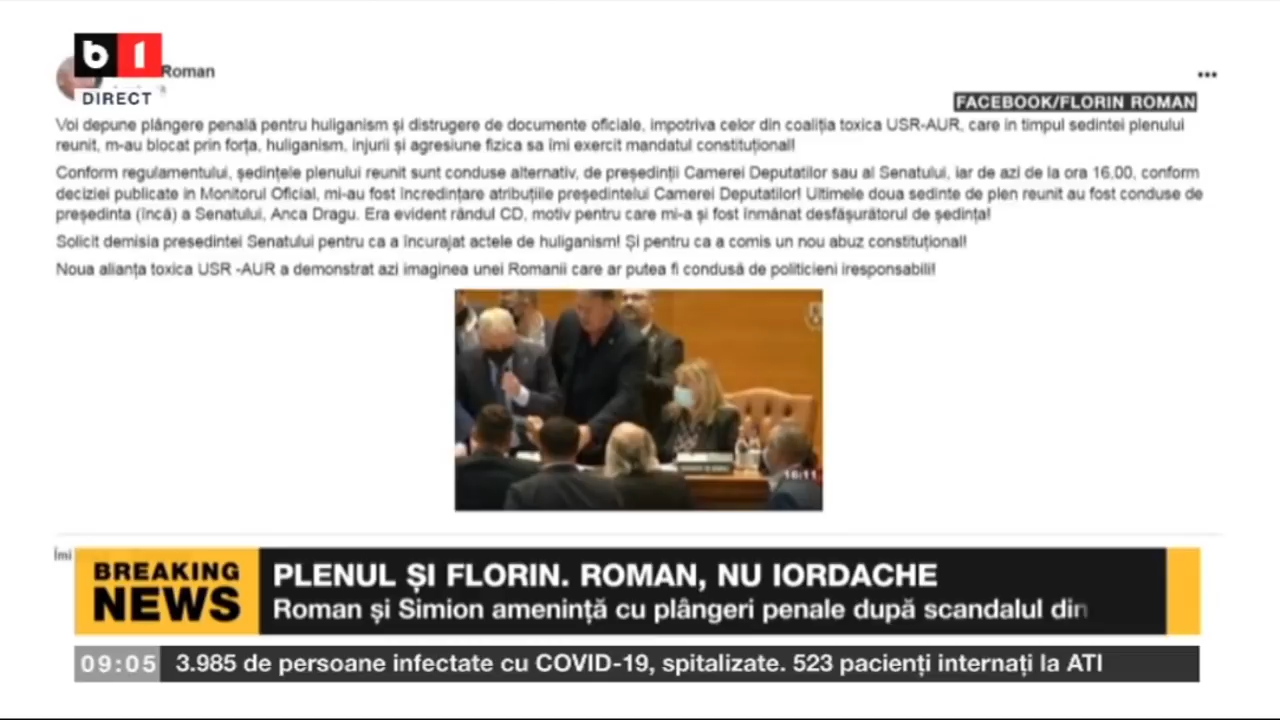 b1
DIRECT
Roman
FACEBOOK/FLORIN ROMAN
Voi depune plângere penală pentru huliganism și distrugere de documente oficiale, impotriva celor din coaliția toxica USR-AUR, care in timpul sedintei plenului
reunit, m-au blocat prin forța, huliganism, injurii și agresiune fizica sa îmi exercit mandatul constituțional!
Conform regulamentului, ședințele plenului reunit sunt conduse alternativ, de președinții Camerei Deputatilor sau al Senatului, iar de azi de la ora 16.00, conform
deciziei publicate in Monitorul Oficial, mi-au fost încredințare atribuțiile președintelui Camerei Deputatilor! Ultimele doua sedinte de plen reunit au fost conduse de
președinta (încă) a Senatului, Anca Dragu. Era evident rândul CD, motiv pentru care mi-a și fost înmânat desfășurătorul de ședința!
Solicit demisia presedintei Senatului pentru ca a încurajat actele de huliganism! Și pentru ca a comis un nou abuz constituțional!
Noua alianța toxica USR -AUR a demonstrat azi imaginea unei Romanii care ar putea fi condusă de politicieni iresponsabili!
16:11
Îmi
BREAKING
NEWS
PLENUL ȘI FLORIN. ROMAN, NU IORDACHE
Roman și Simion amenință cu plângeri penale după scandalul din
09:05 3.985 de persoane infectate cu COVID-19, spitalizate. 523 pacienți internați la ATI